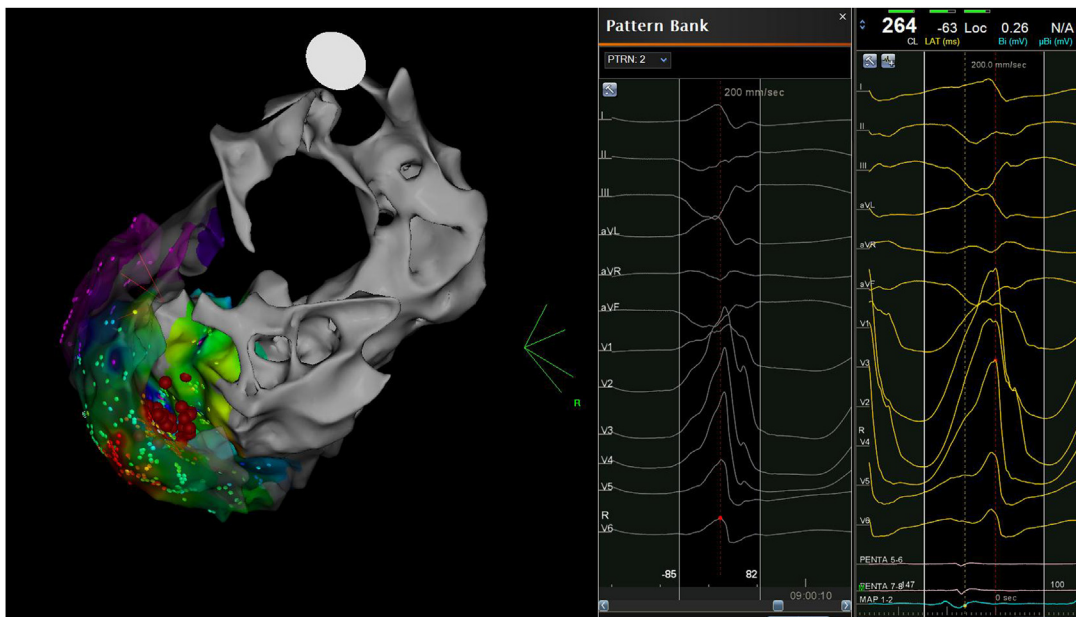 R
Pattern Bank
×
PTRN: 2
200 mm/sec
I
II
III
aVL
aVR
aVF
V1
V2
V3
V4
V5
R
V6
-85 82
09:00:10
264 -63 Loc 0.26 N/A
CL LAT (ms) Bi (mV) µBi (mV)
200.0 mm/sec
I
II
III
aVL
aVR
aVF
V1
V3
V2
R
V4
V5
V6
PENTA 5-6
PENTA 7-8
-147 100
MAP 1-2 0 sec